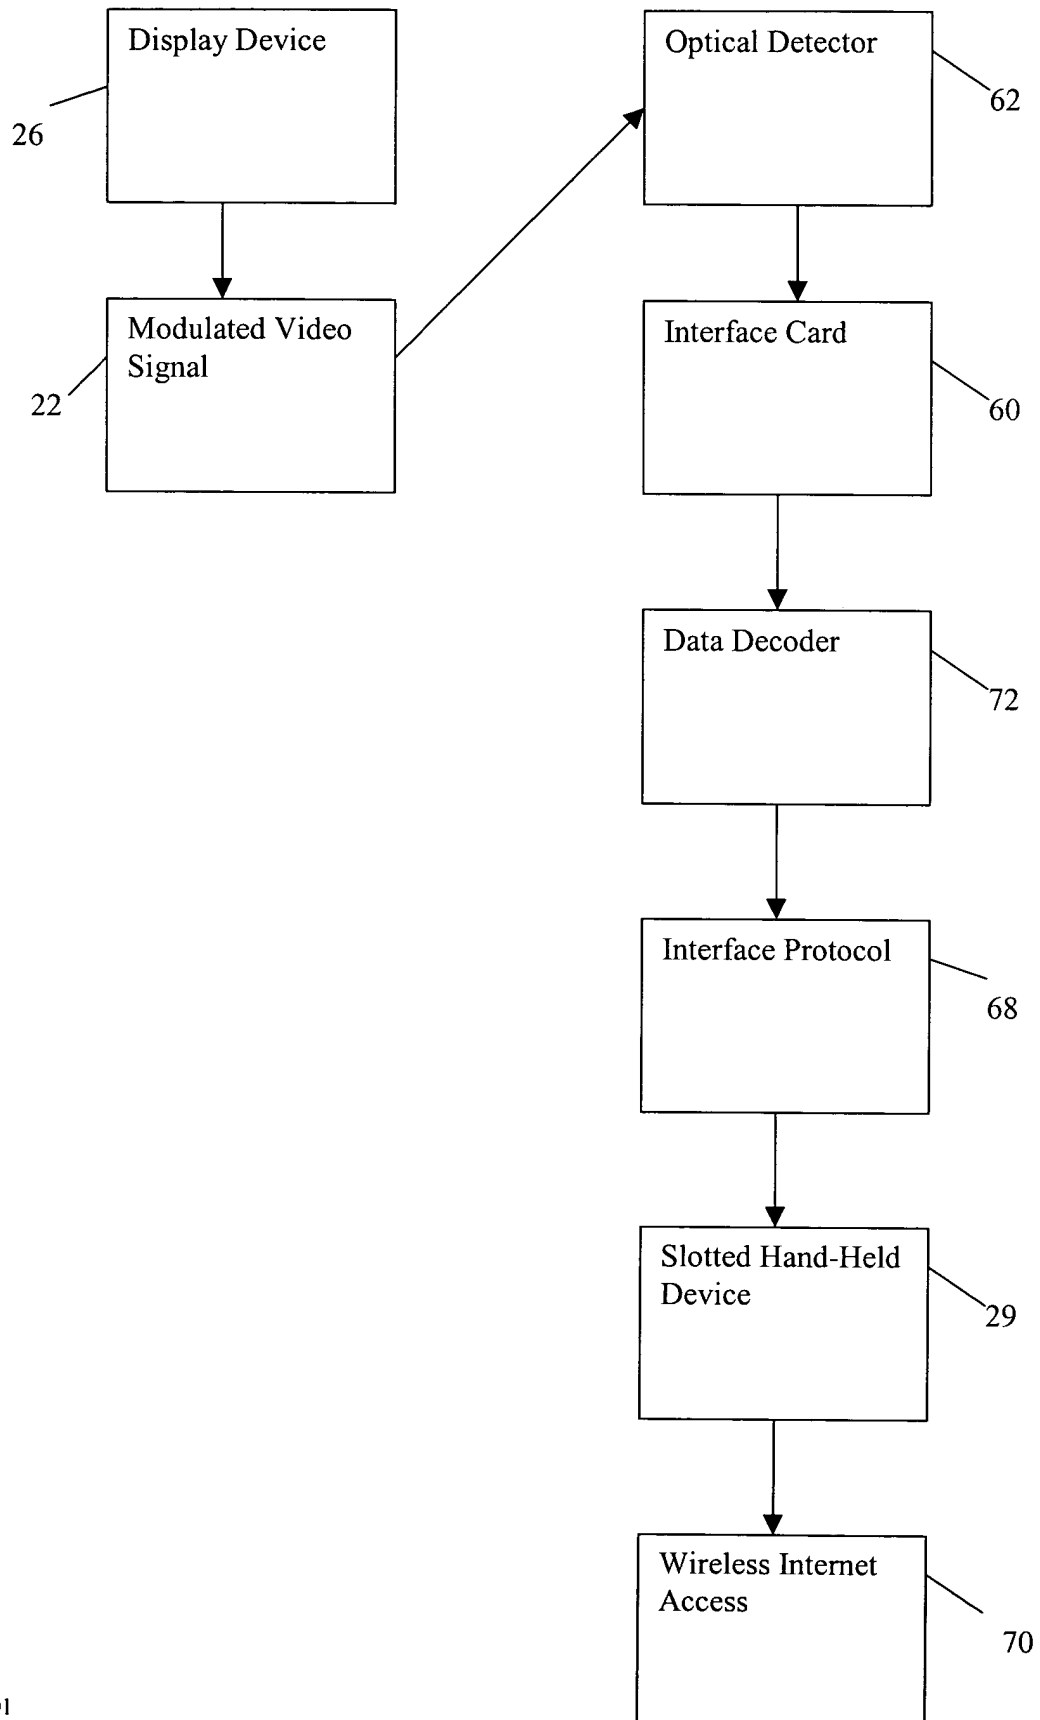 Display Device
26
Modulated Video
Signal
22
Optical Detector
62
Interface Card
60
Data Decoder
72
Interface Protocol
68
Slotted Hand-Held
Device
29
Wireless Internet
Access
70